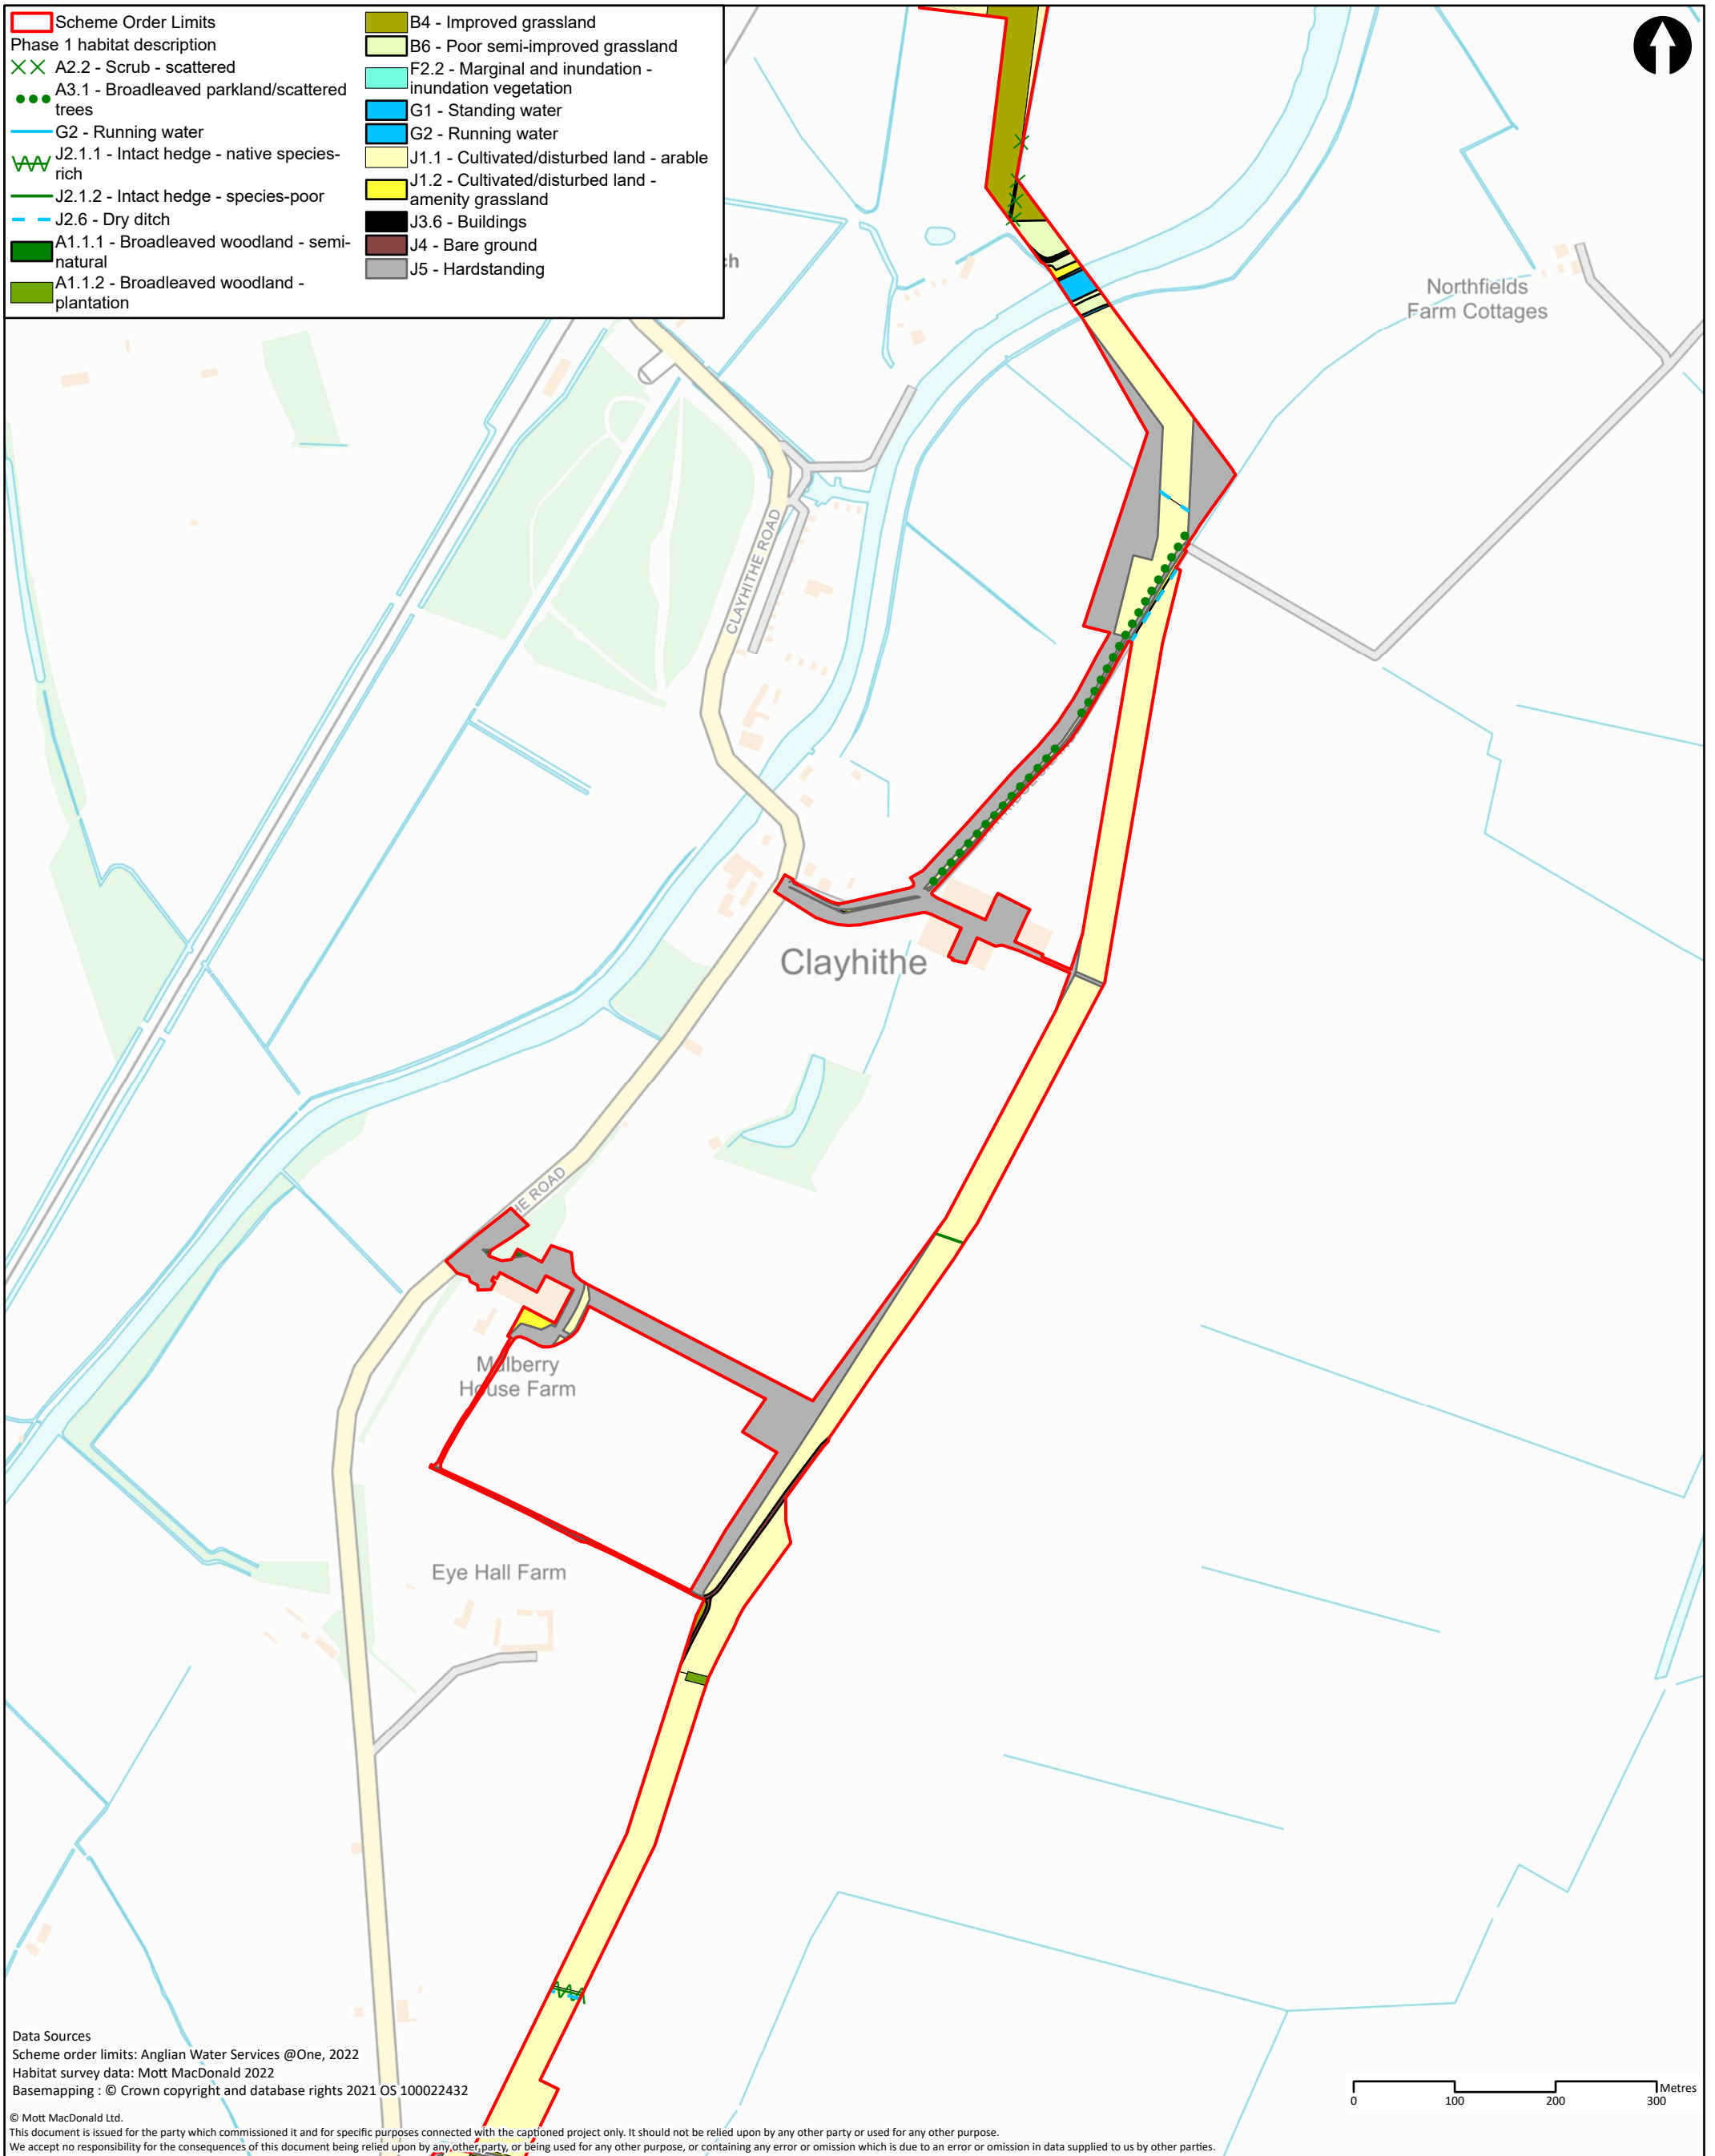 Scheme Order Limits
Phase 1 habitat description
A2.2 - Scrub - scattered
A3.1 - Broadleaved parkland/scattered
trees
G2 - Running water
J2.1.1 - Intact hedge - native species-
rich
J2.1.2 - Intact hedge - species-poor
J2.6 - Dry ditch
A1.1.1 - Broadleaved woodland - semi-
natural
A1.1.2 - Broadleaved woodland -
plantation
B4 - Improved grassland
B6 - Poor semi-improved grassland
F2.2 - Marginal and inundation -
inundation vegetation
G1 - Standing water
G2 - Running water
J1.1 - Cultivated/disturbed land - arable
J1.2 - Cultivated/disturbed land -
amenity grassland
J3.6 - Buildings
J4 - Bare ground
J5 - Hardstanding
Northfields
Farm Cottages
CLAYHITHE ROAD
Clayhithe
HE ROAD
Mulberry
House Farm
Eye Hall Farm
Data Sources
Scheme order limits: Anglian Water Services @One, 2022
Habitat survey data: Mott MacDonald 2022
Basemapping : © Crown copyright and database rights 2021 OS 100022432
Metres
0 100 200 300
© Mott MacDonald Ltd.
This document is issued for the party which commissioned it and for specific purposes connected with the captioned project only. It should not be relied upon by any other party or used for any other purpose.
We accept no responsibility for the consequences of this document being relied upon by any other party, or being used for any other purpose, or containing any error or omission which is due to an error or omission in data supplied to us by other parties.